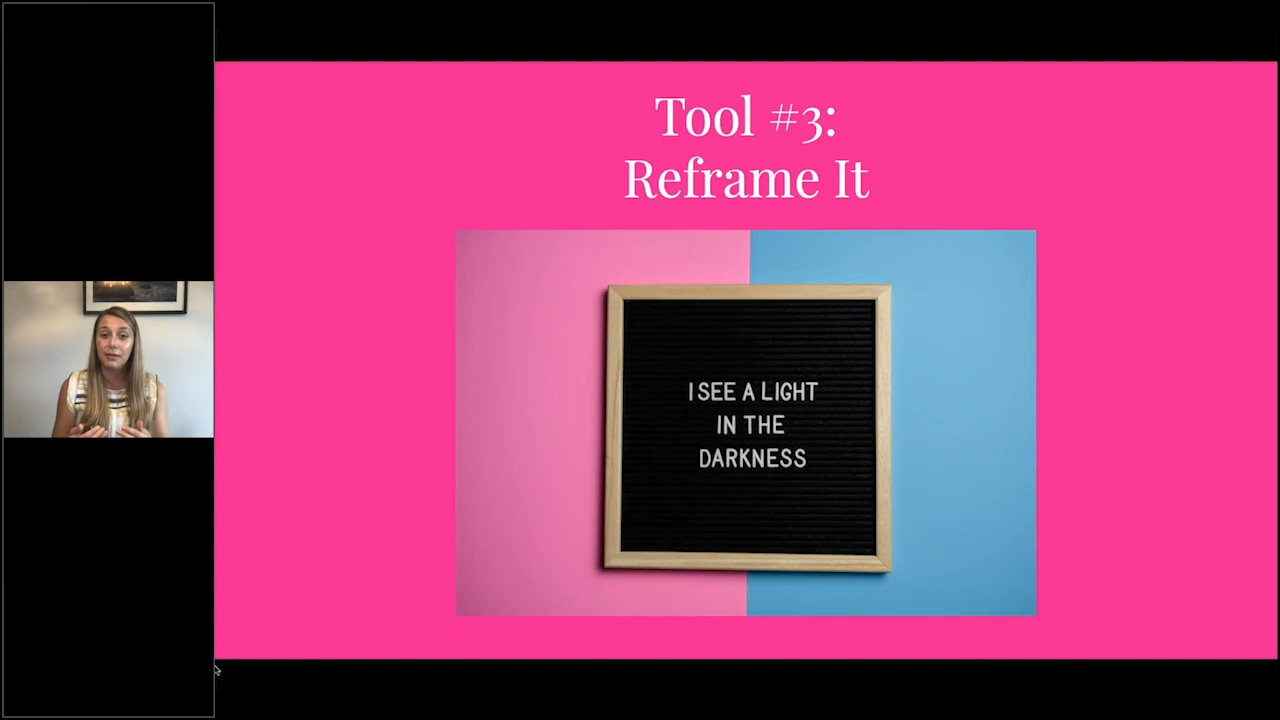 Tool #3:
Reframe It
I SEE A LIGHT
IN THE
DARKNESS